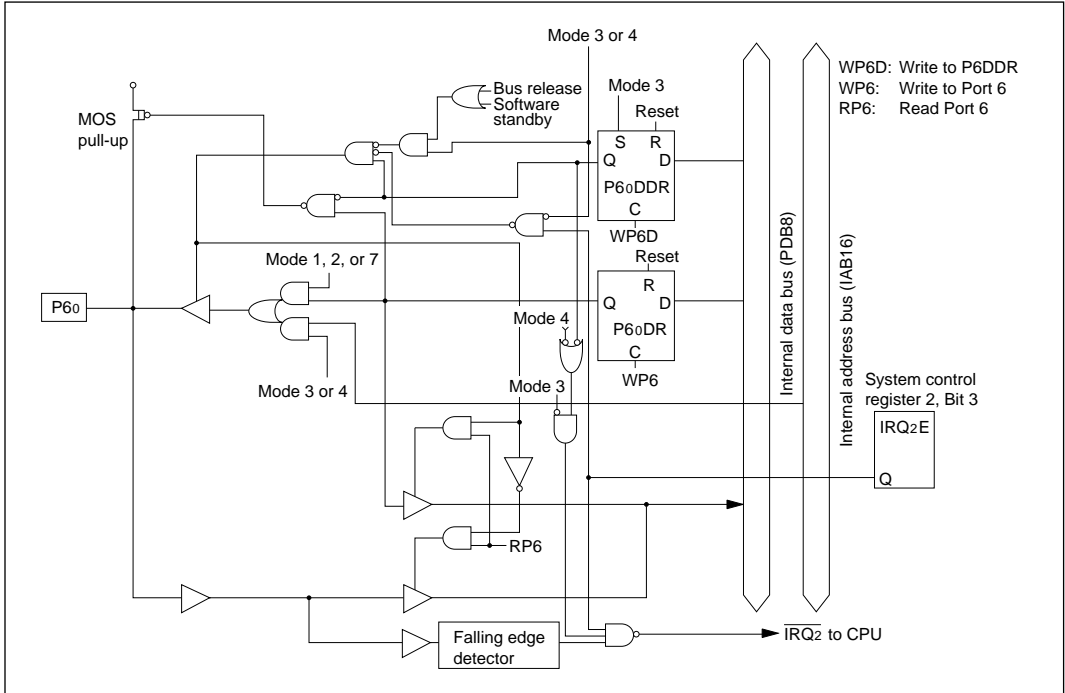 Mode 3 or 4
WP6D: Write to P6DDR
WP6: Write to Port 6
RP6: Read Port 6
Bus release
Software
standby
Mode 3
Reset
MOS
pull-up
S R
Q D
P60DDR
C
WP6D
Mode 1, 2, or 7
Reset
R
Q D
P60DR
C
WP6
P60
Mode 4
Mode 3 or 4
Mode 3
Internal data bus (PDB8)
Internal address bus (IAB16)
System control
register 2, Bit 3
IRQ2E
Q
RP6
Falling edge
detector
IRQ2 to CPU